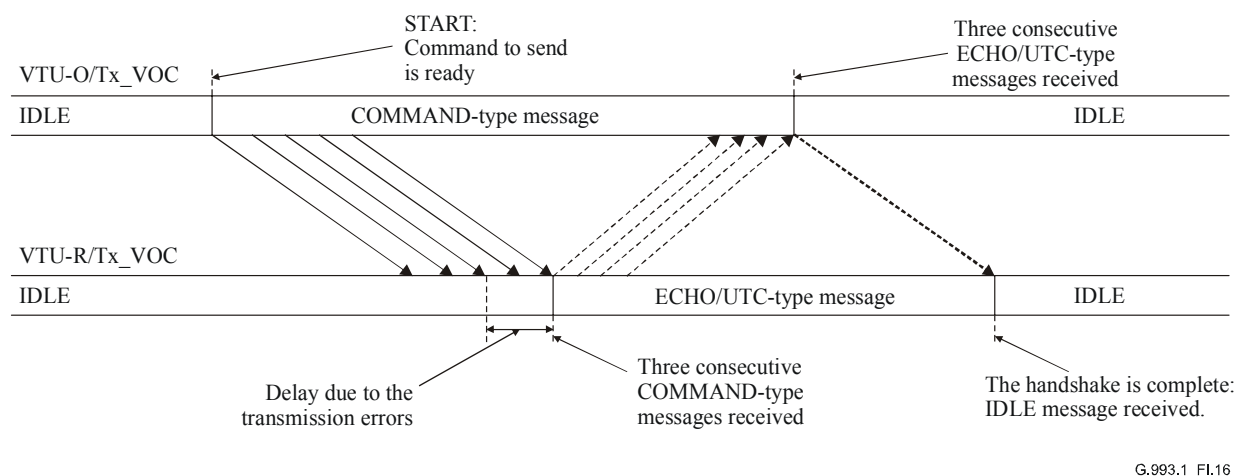 START:
Command to send
is ready
Three consecutive
ECHO/UTC-type
messages received
VTU-O/Tx_VOC
IDLE
COMMAND-type message
IDLE
VTU-R/Tx_VOC
IDLE
ECHO/UTC-type message
IDLE
Delay due to the
transmission errors
Three consecutive
COMMAND-type
messages received
The handshake is complete:
IDLE message received.
G.993.1_FI.16